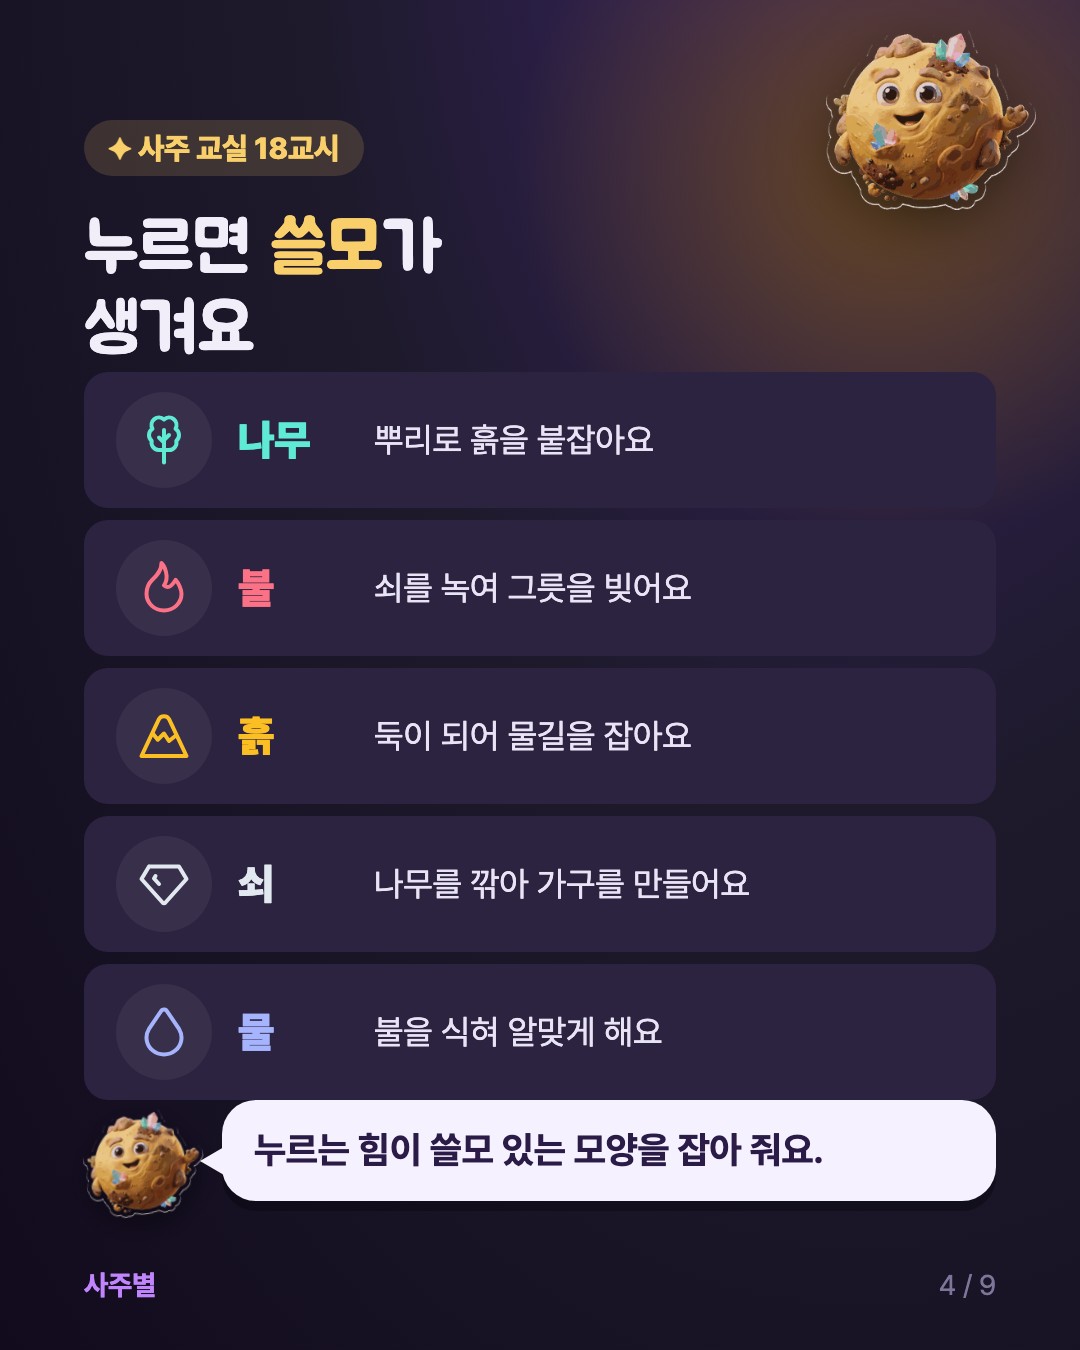 ✦ 사주 교실 18교시
누르면 쓸모가
생겨요
나무 뿌리로 흙을 붙잡아요
불 쇠를 녹여 그릇을 빚어요
흙 둑이 되어 물길을 잡아요
쇠 나무를 깎아 가구를 만들어요
물 불을 식혀 알맞게 해요
누르는 힘이 쓸모 있는 모양을 잡아 줘요.
사주별
4 / 9